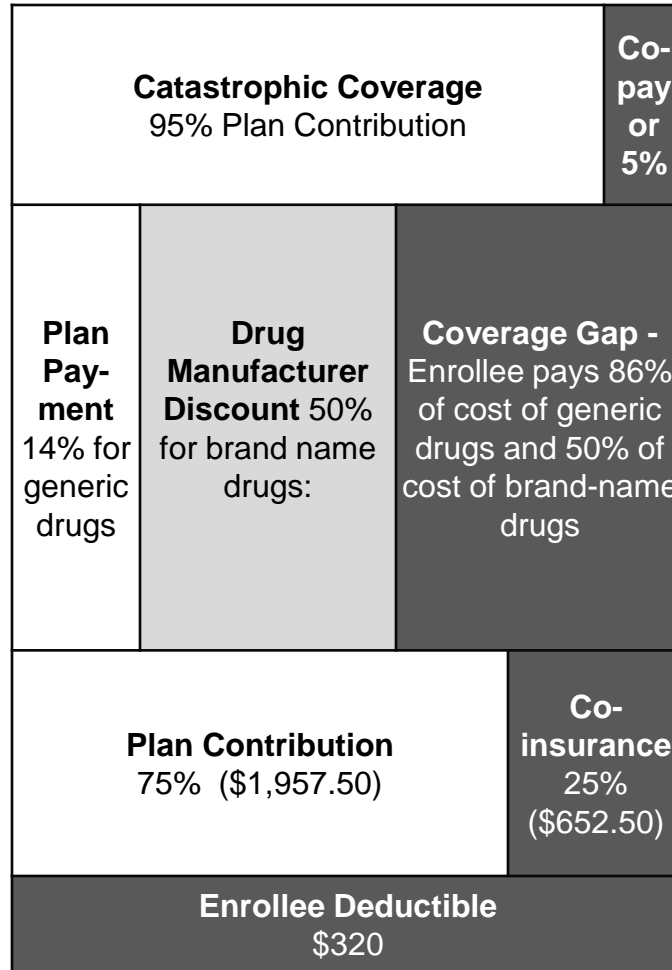 Catastrophic Coverage
95% Plan Contribution
Co-
pay
or
5%
Plan
Pay-
ment
14% for
generic
drugs
Drug
Manufacturer
Discount 50%
for brand name
drugs:
Coverage Gap -
Enrollee pays 86%
of cost of generic
drugs and 50% of
cost of brand-name
drugs
Plan Contribution
75%  ($1,957.50)
Co-
insurance
25%
($652.50)
Enrollee Deductible
$320